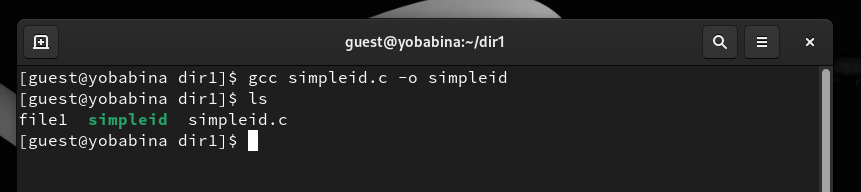 guest@yobabina:~/dir1
[guest@yobabina dir1]$ gcc simpleid.c -o simpleid
[guest@yobabina dir1]$ ls
file1  simpleid  simpleid.c
[guest@yobabina dir1]$